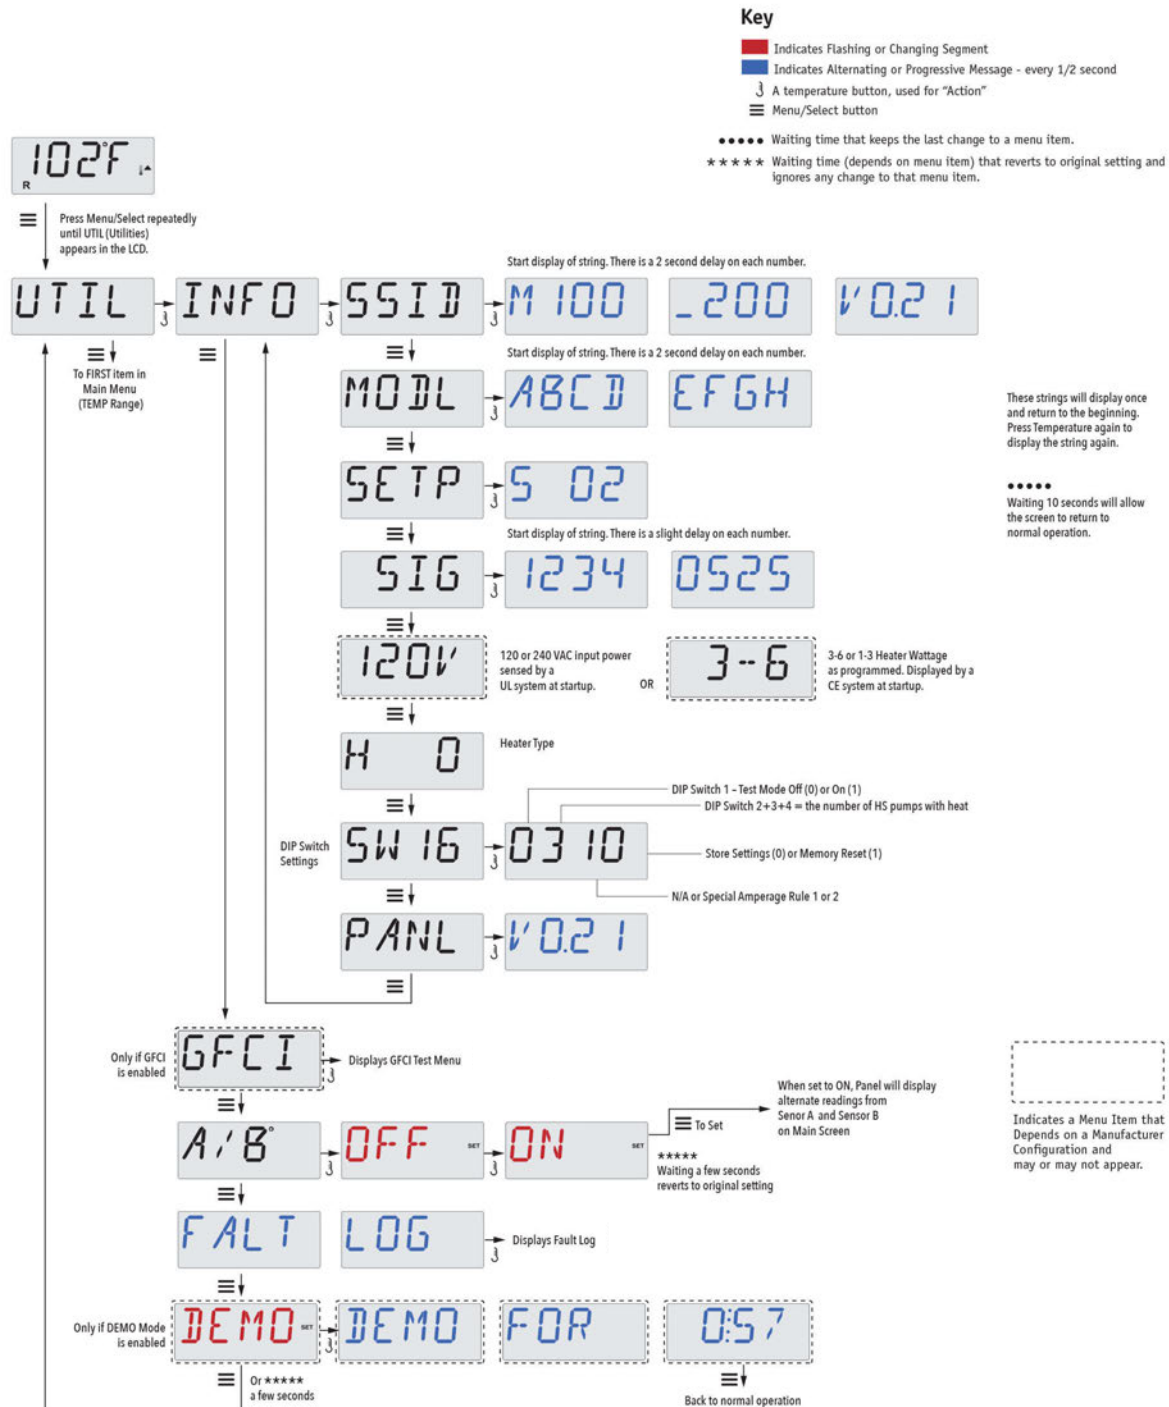 Key
Indicates Flashing or Changing Segment
Indicates Alternating or Progressive Message - every 1/2 second
A temperature button, used for "Action"
Menu/Select button
••••• Waiting time that keeps the last change to a menu item.
***** Waiting time (depends on menu item) that reverts to original setting and
ignores any change to that menu item.
102°F
R
Press Menu/Select repeatedly
until UTIL (Utilities)
appears in the LCD.
Start display of string. There is a 2 second delay on each number.
UTIL INFO SSID M100 _200 V0.21
To FIRST item in
Main Menu
(TEMP Range)
Start display of string. There is a 2 second delay on each number.
MODL ABCD EFGH
These strings will display once
and return to the beginning.
Press Temperature again to
display the string again.
SETP S 02
•••••
Waiting 10 seconds will allow
the screen to return to
normal operation.
Start display of string. There is a slight delay on each number.
SIG 1234 0525
120V
120 or 240 VAC input power
sensed by a
UL system at startup.
OR
3--6
3-6 or 1-3 Heater Wattage
as programmed. Displayed by a
CE system at startup.
H 0
Heater Type
DIP Switch 1 - Test Mode Off (0) or On (1)
DIP Switch 2+3+4 = the number of HS pumps with heat
DIP Switch
Settings
SW16 0310
Store Settings (0) or Memory Reset (1)
N/A or Special Amperage Rule 1 or 2
PANL V0.21
Only if GFCI
is enabled
GFCI
Displays GFCI Test Menu
A/B°
OFF SET
ON SET
To Set
When set to ON, Panel will display
alternate readings from
Senor A and Sensor B
on Main Screen
*****
Waiting a few seconds
reverts to original setting
Indicates a Menu Item that
Depends on a Manufacturer
Configuration and
may or may not appear.
FALT LOG
Displays Fault Log
Only if DEMO Mode
is enabled
DEMO SET
DEMO FOR 0:57
Or *****
a few seconds
Back to normal operation